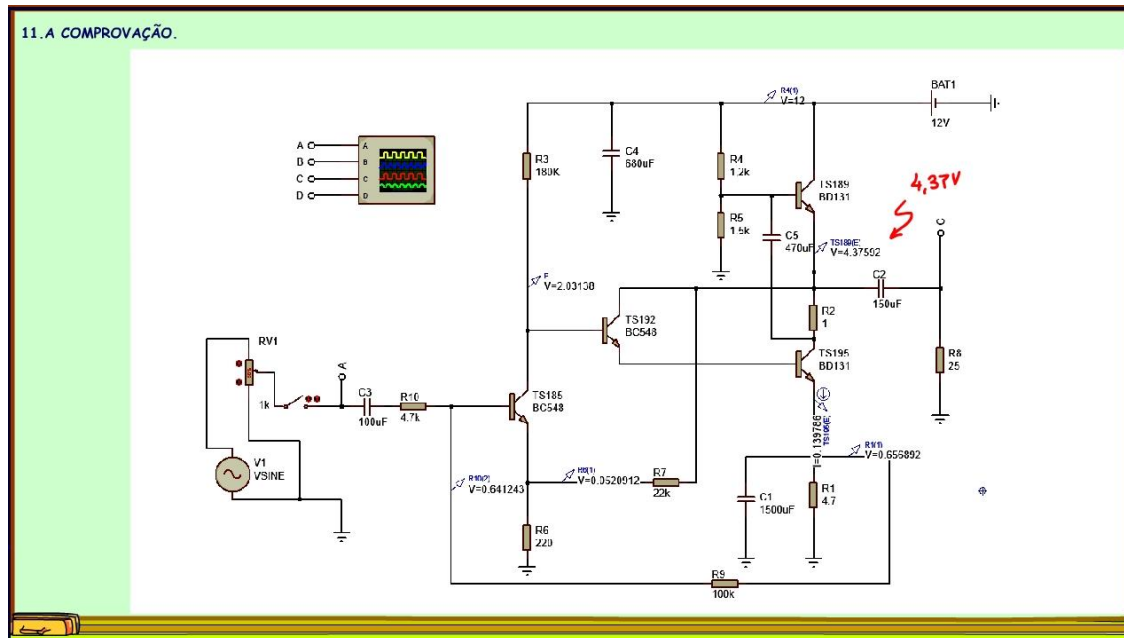 11.A COMPROVAÇÃO.
BAT1
12V
R4(1)
V=12
A
B
C
D
A
B
C
D
R3
180K
C4
680uF
R4
1.2k
TS189
BD131
4,37V
R5
1.5k
C5
470uF
TS189(E)
V=4.37592
C
V=2.03138
C2
150uF
TS192
BC548
R2
1
RV1
A
TS195
BD131
R8
25
1k
C3
100uF
R10
4.7k
TS185
BC548
I=0.139786
TS195(E)
R1(1)
V=0.656892
V1
VSINE
R10(2)
V=0.641243
R6(1)
V=0.0520912
R7
22k
C1
1500uF
R1
4.7
R6
220
R9
100k